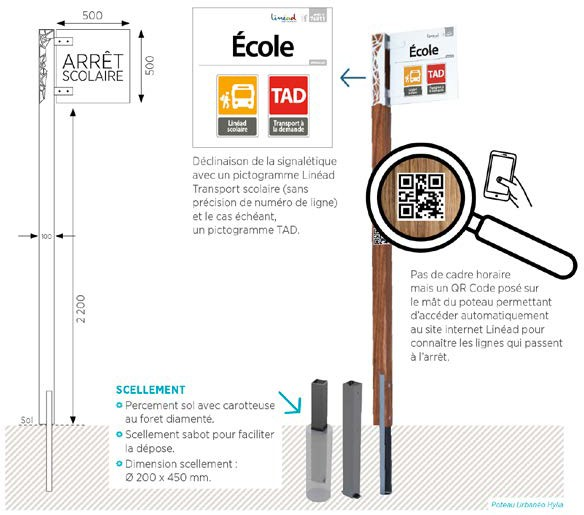 500
500
ARRÊT
SCOLAIRE
100
2 200
Sol
Linéad
École
Linéad
scolaire
TAD
Transport à
la demande
Déclinaison de la signalétique
avec un pictogramme Linéad
Transport scolaire (sans
précision de numéro de ligne)
et le cas échéant,
un pictogramme TAD.
École
TAD
Pas de cadre horaire
mais un QR Code posé sur
le mât du poteau permettant
d'accéder automatiquement
au site internet Linéad pour
connaître les lignes qui passent
à l'arrêt.
SCELLEMENT
Percement sol avec carotteuse
au foret diamenté.
Scellement sabot pour faciliter
la dépose.
Dimension scellement :
Ø 200 x 450 mm.
Poteau Urbanéo Hylia